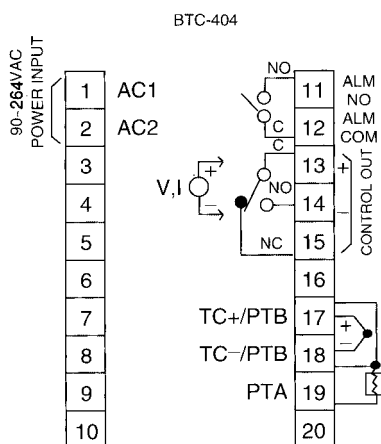 BTC-404
90-264VAC
POWER INPUT
1 AC1
2 AC2
3
4
5
6
7
8
9
10
NO 11 ALM NO
C 12 ALM COM
C 13 +
NO 14 −
NC 15
CONTROL OUT
V,I + −
16
TC+/PTB 17 +
TC−/PTB 18 −
PTA 19
20